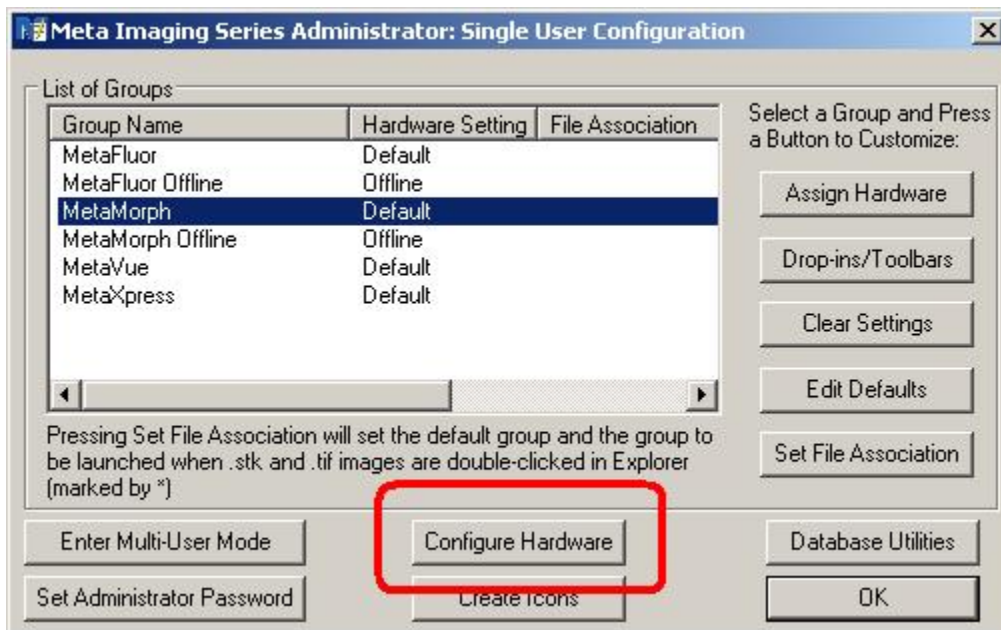 Meta Imaging Series Administrator: Single User Configuration
List of Groups
Group Name Hardware Setting File Association
MetaFluor Default
MetaFluor Offline Offline
MetaMorph Default
MetaMorph Offline Offline
MetaVue Default
MetaXpress Default
Pressing Set File Association will set the default group and the group to
be launched when .stk and .tif images are double-clicked in Explorer
(marked by *)
Select a Group and Press
a Button to Customize:
Assign Hardware
Drop-ins/Toolbars
Clear Settings
Edit Defaults
Set File Association
Enter Multi-User Mode Configure Hardware Database Utilities
Set Administrator Password Create Icons OK